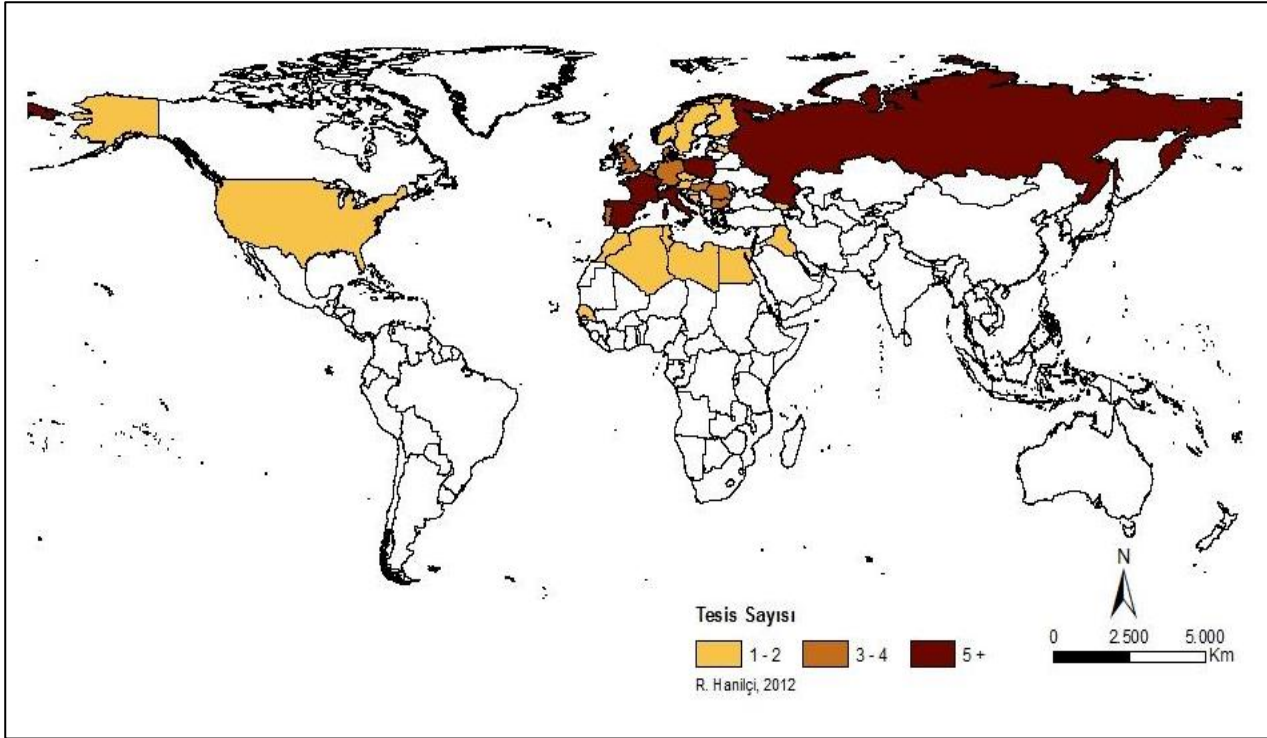 N
Tesis Sayısı
0 2.500 5.000
1 - 2 3 - 4 5 +
Km
R. Hanilçi, 2012